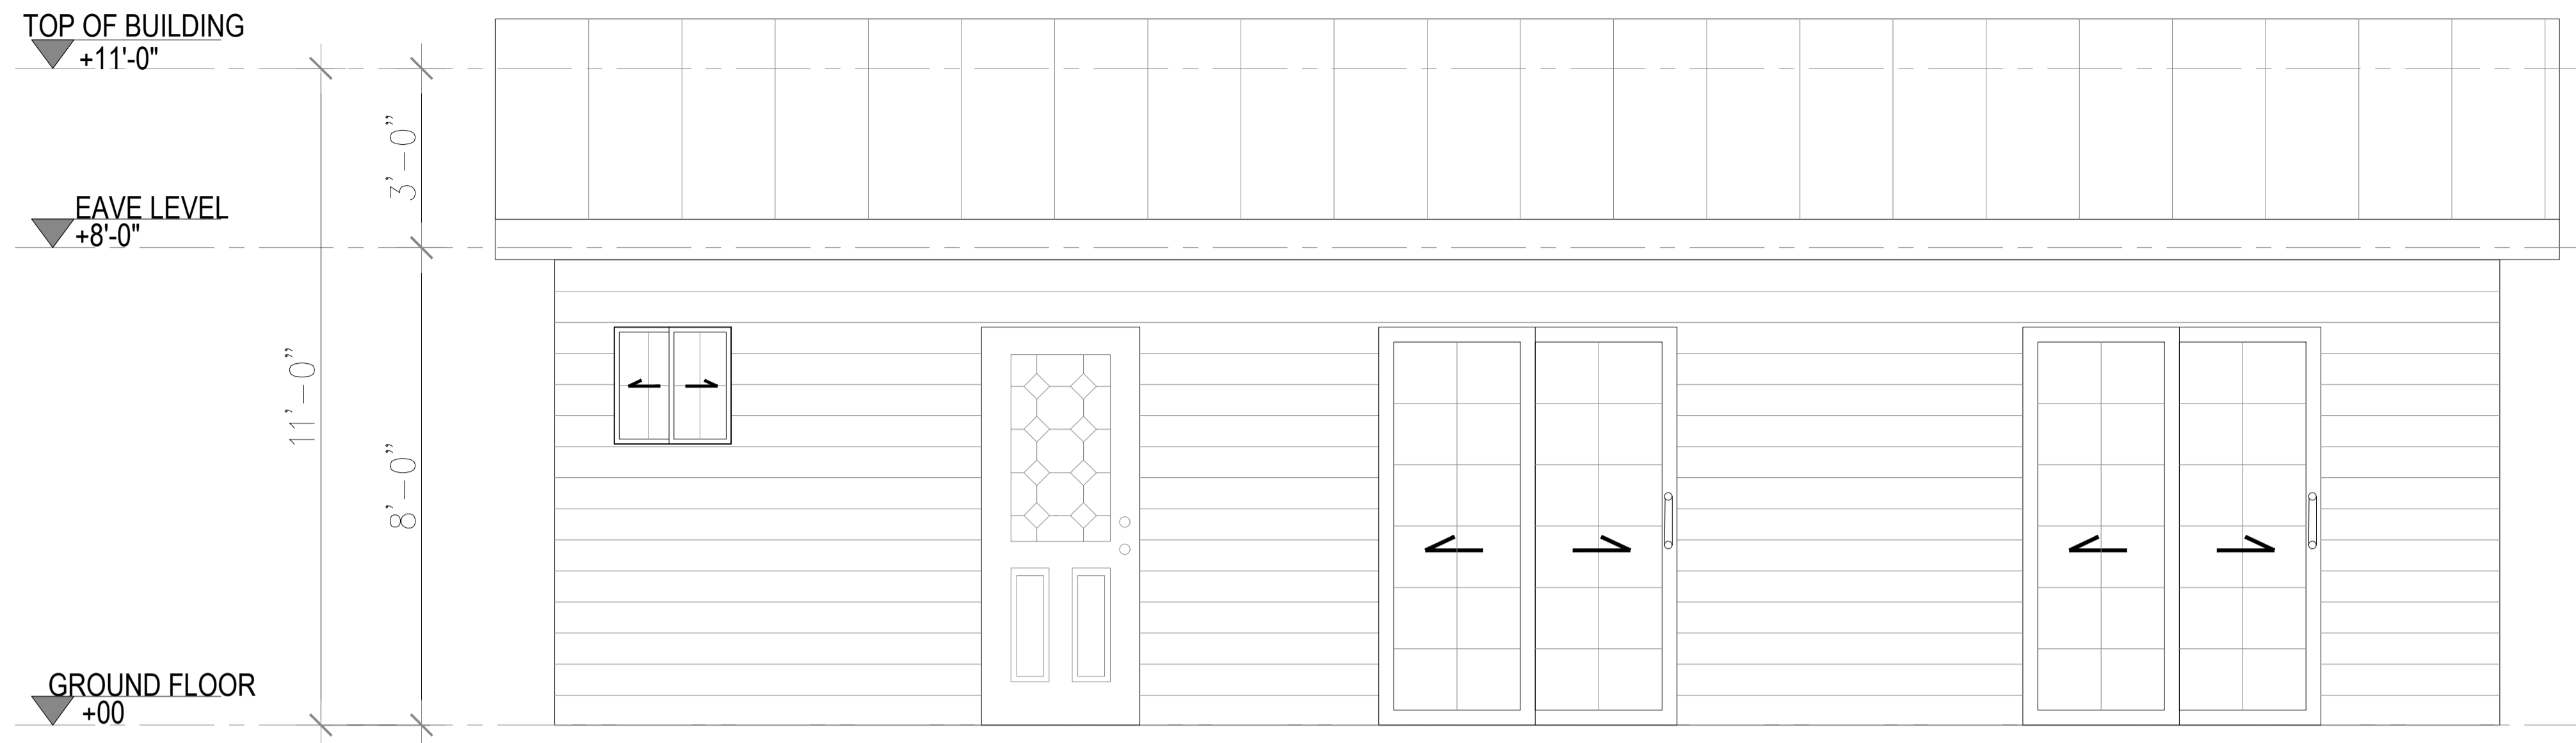 TOP OF BUILDING
+11'-0"
3'-0"
EAVE LEVEL
+8'-0"
11'-0"
8'-0"
GROUND FLOOR
+00